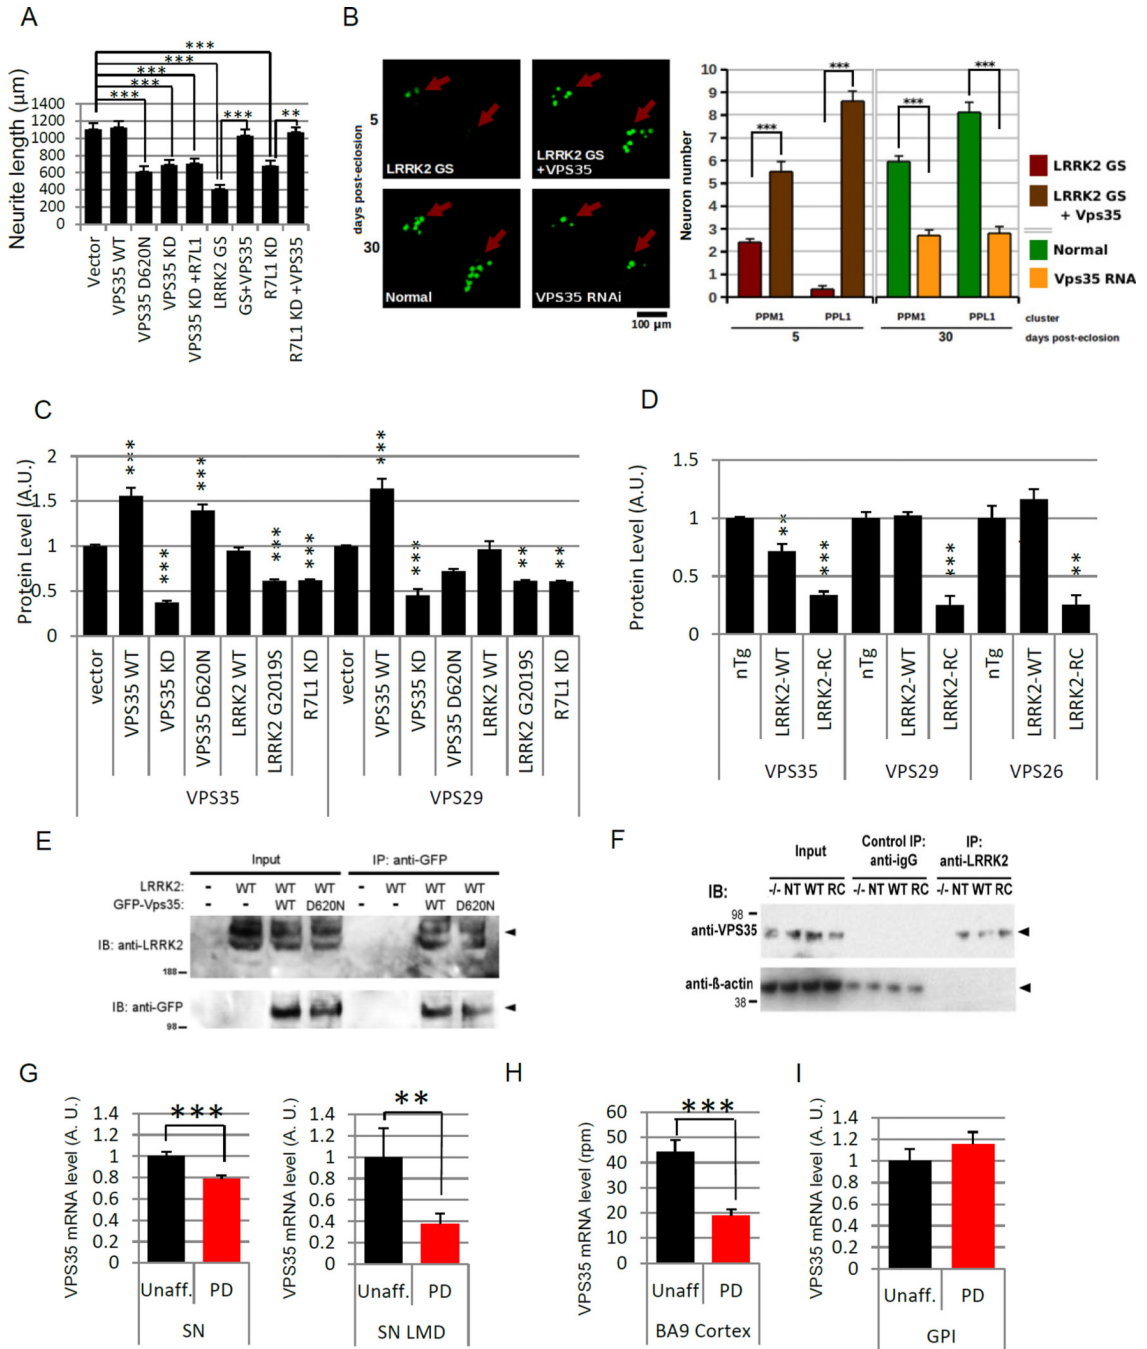 A
Neurite length (µm)
1400
1200
1000
800
600
400
200
0
***
***
***
***
***
***
**
Vector
VPS35 WT
VPS35 D620N
VPS35 KD
VPS35 KD +R7L1
LRRK2 GS
GS+VPS35
R7L1 KD
R7L1 KD +VPS35
B
days post-eclosion
5
30
LRRK2 GS
LRRK2 GS
+VPS35
Normal
VPS35 RNAi
100 µm
Neuron number
10
9
8
7
6
5
4
3
2
1
0
***
***
***
***
PPM1 PPL1 PPM1 PPL1 cluster
5 30 days post-eclosion
LRRK2 GS
LRRK2 GS
+ Vps35
Normal
Vps35 RNA
C
Protein Level (A.U.)
2
1.5
1
0.5
0
***
***
***
***
***
***
***
**
**
vector
VPS35 WT
VPS35 KD
VPS35 D620N
LRRK2 WT
LRRK2 G2019S
R7L1 KD
vector
VPS35 WT
VPS35 KD
VPS35 D620N
LRRK2 WT
LRRK2 G2019S
R7L1 KD
VPS35 VPS29
D
Protein Level (A.U.)
1.5
1
0.5
0
**
***
***
**
nTg
LRRK2-WT
LRRK2-RC
nTg
LRRK2-WT
LRRK2-RC
nTg
LRRK2-WT
LRRK2-RC
VPS35 VPS29 VPS26
E
Input IP: anti-GFP
LRRK2: - WT WT WT - WT WT WT
GFP-Vps35: - - WT D620N - - WT D620N
IB: anti-LRRK2
188
IB: anti-GFP
98
F
Input Control IP: anti-igG IP: anti-LRRK2
IB: -/- NT WT RC -/- NT WT RC -/- NT WT RC
98
anti-VPS35
anti-ß-actin
38
G
VPS35 mRNA level (A. U.)
1.4
1.2
1
0.8
0.6
0.4
0.2
0
***
Unaff. PD
SN
VPS35 mRNA level (A. U.)
1.4
1.2
1
0.8
0.6
0.4
0.2
0
**
Unaff. PD
SN LMD
H
VPS35 mRNA level (rpm)
60
50
40
30
20
10
0
***
Unaff PD
BA9 Cortex
I
VPS35 mRNA level (A. U.)
1.4
1.2
1
0.8
0.6
0.4
0.2
0
Unaff. PD
GPI